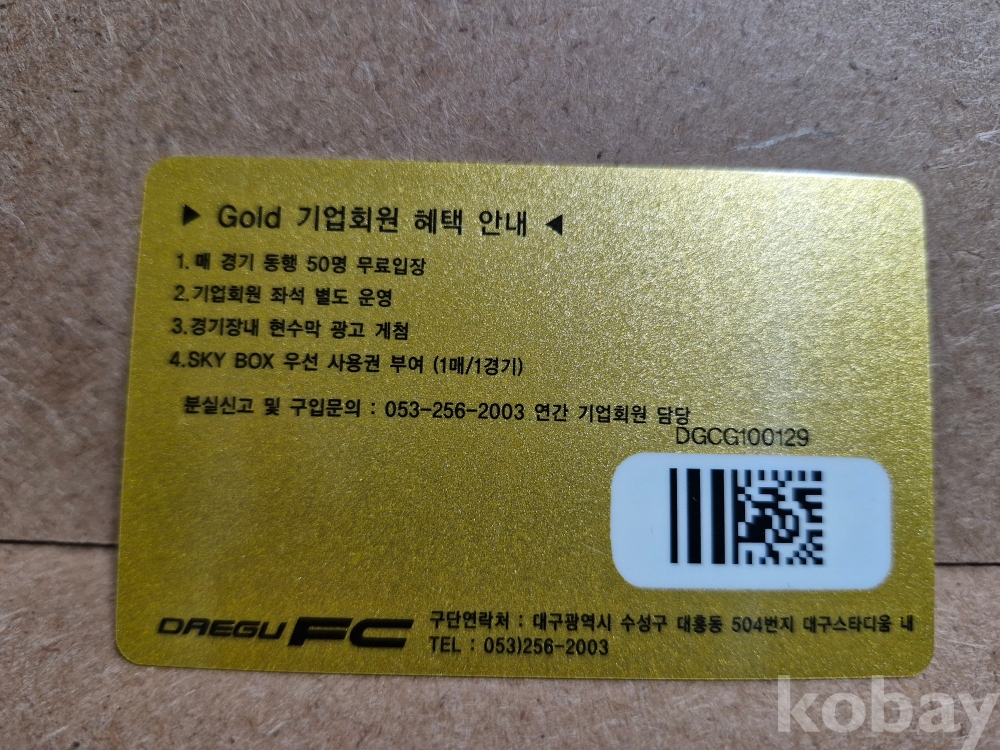 ▶ Gold 기업회원 혜택 안내 ◀
1. 매 경기 동행 50명 무료입장
2.기업회원 좌석 별도 운영
3.경기장내 현수막 광고 게첨
4.SKY BOX 우선 사용권 부여 (1매/1경기)
분실신고 및 구입문의 : 053-256-2003 연간 기업회원 담당
DGCG100129
DAEGU FC
구단연락처 : 대구광역시 수성구 대흥동 504번지 대구스타디움 내
TEL : 053)256-2003
kobay